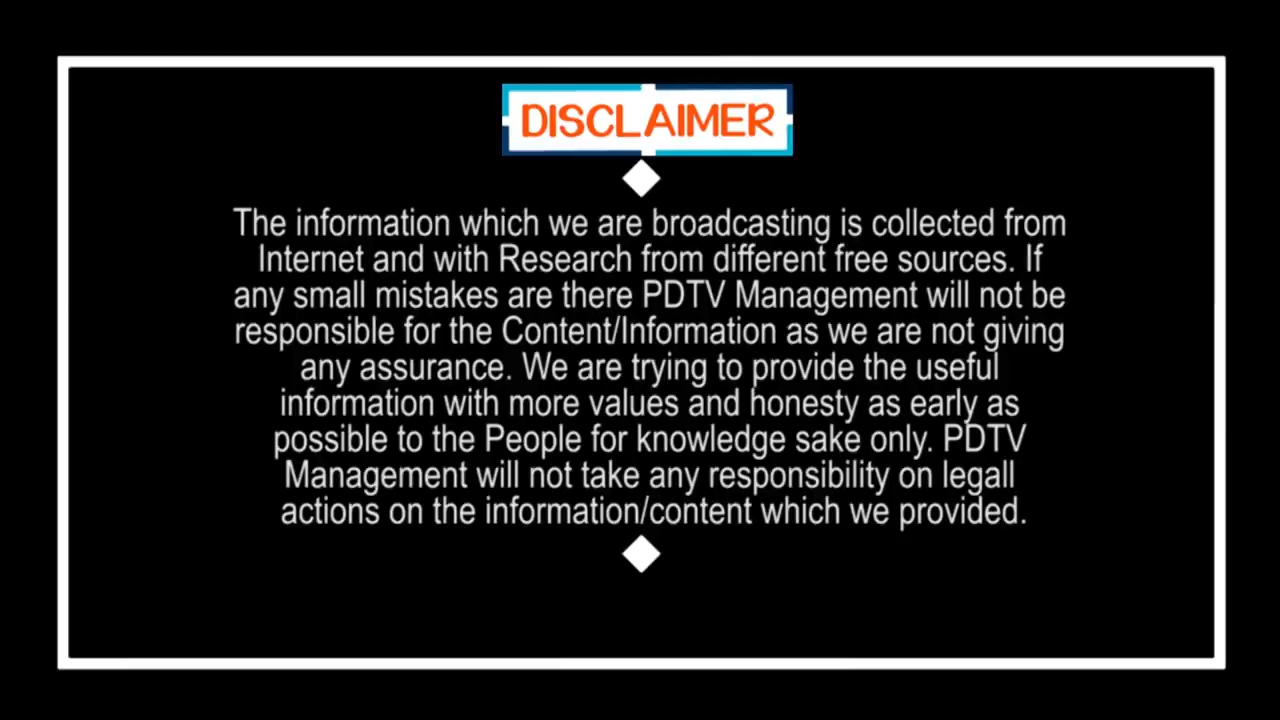 DISCLAIMER
The information which we are broadcasting is collected from
Internet and with Research from different free sources. If
any small mistakes are there PDTV Management will not be
responsible for the Content/Information as we are not giving
any assurance. We are trying to provide the useful
information with more values and honesty as early as
possible to the People for knowledge sake only. PDTV
Management will not take any responsibility on legall
actions on the information/content which we provided.